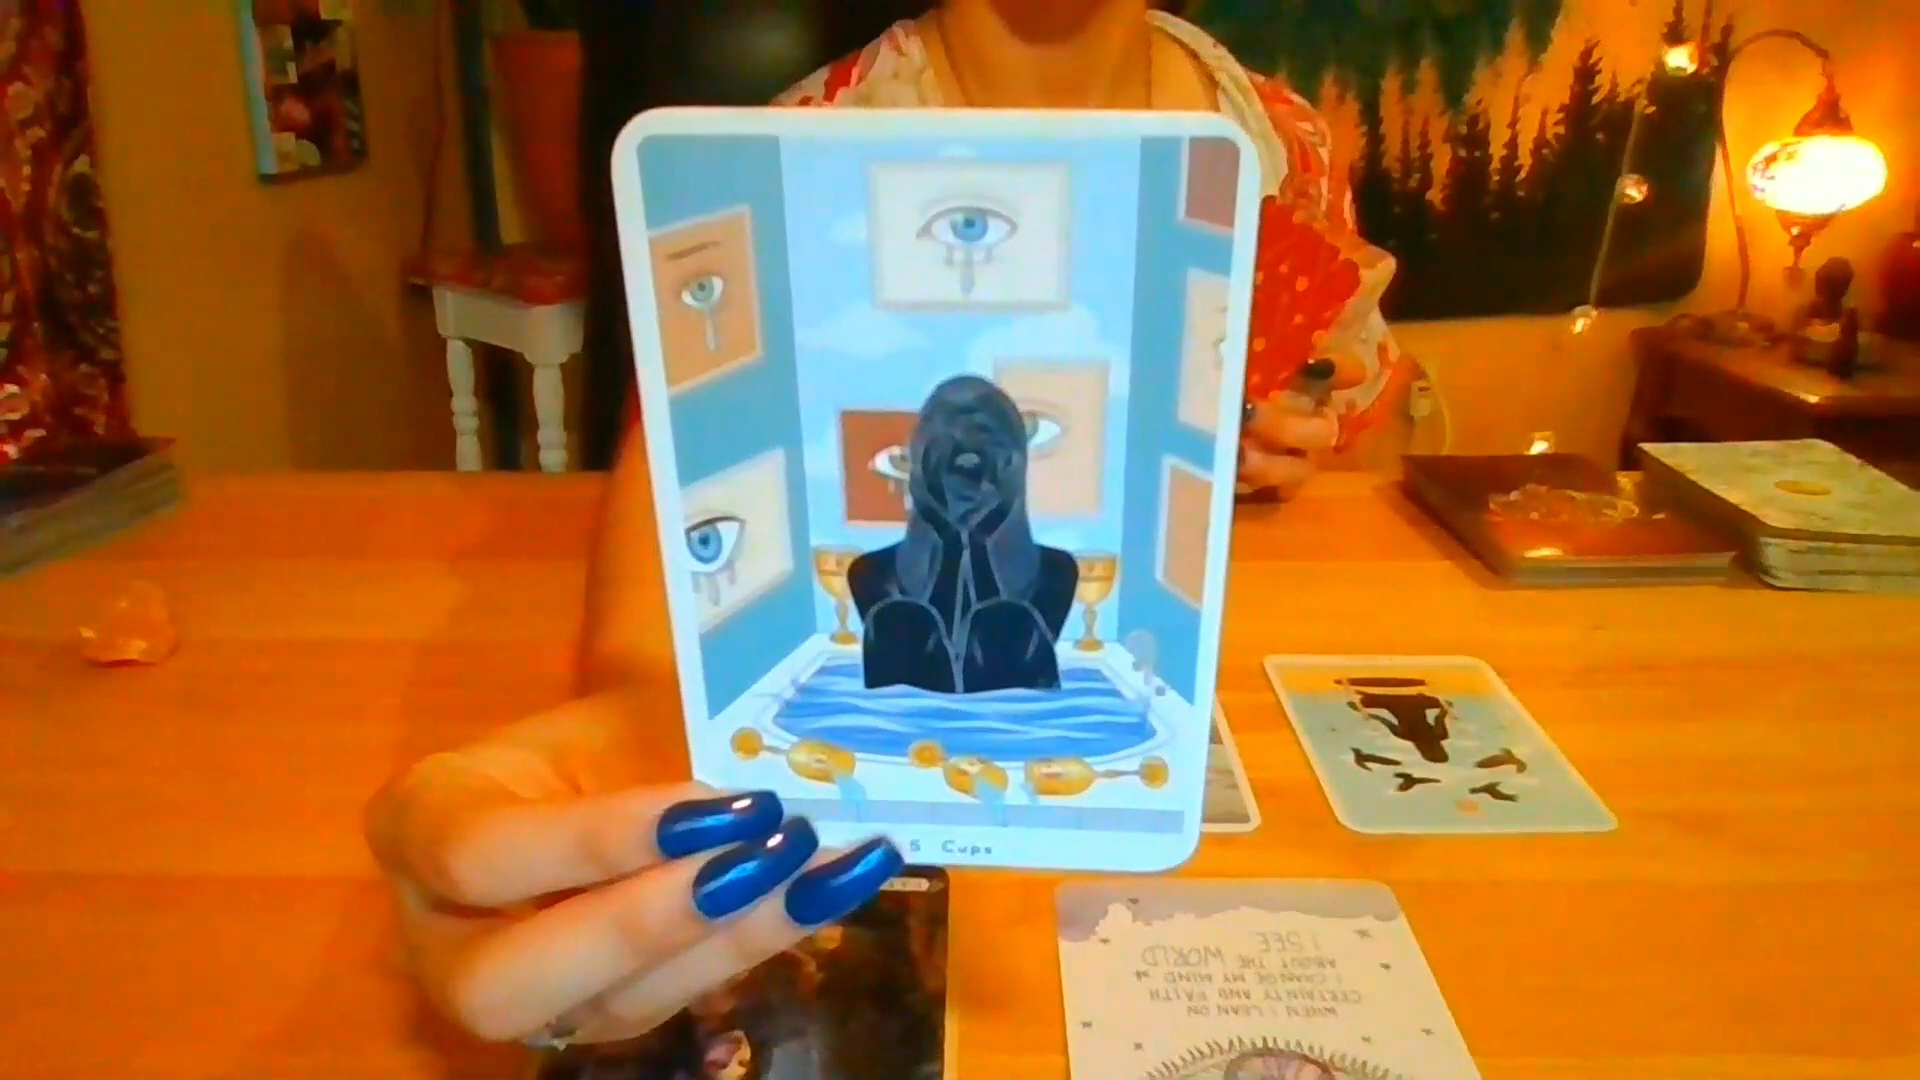 5 Cups
I SEE
ABOUT THE WORLD
I CHANGE MY MIND
CERTAINTY AND FAITH
WHEN I LEAN ON